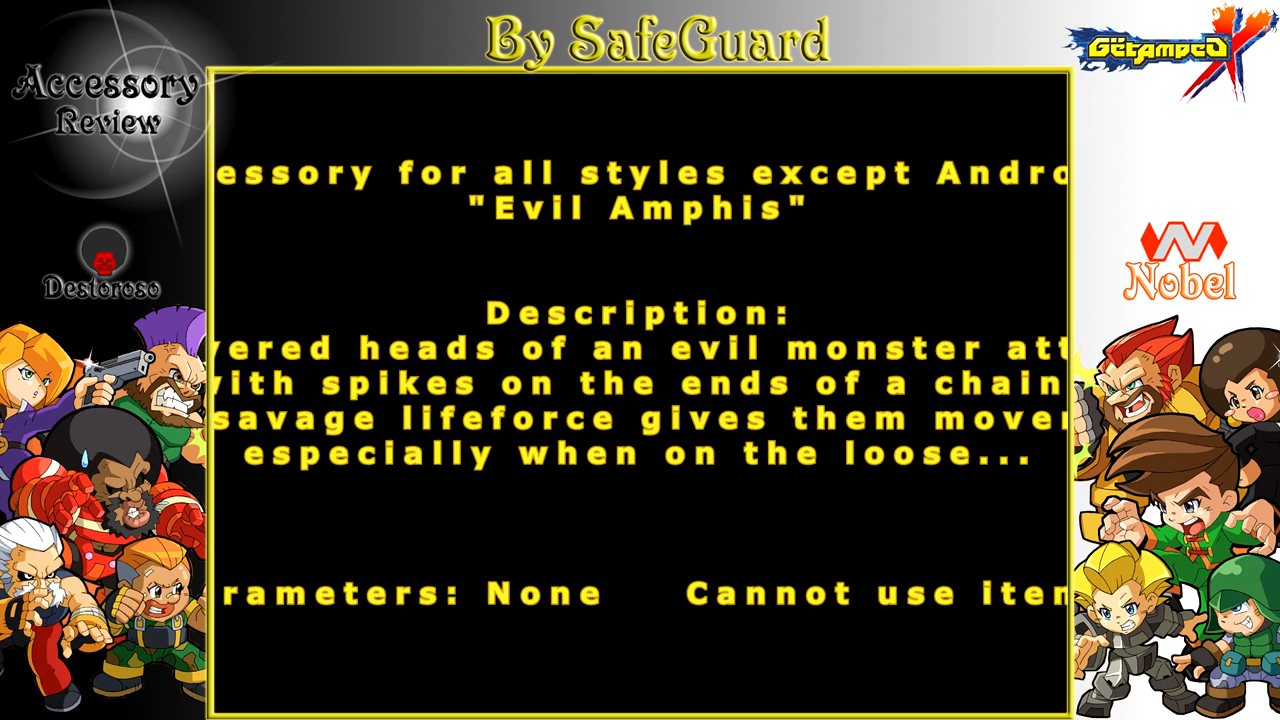 By SafeGuard
GëtAmpeD X
Accessory
Review
essory for all styles except Andro
"Evil Amphis"
Destoroso
Nobel
Description:
vered heads of an evil monster att
with spikes on the ends of a chain
savage lifeforce gives them mover
especially when on the loose...
rameters: None Cannot use iter